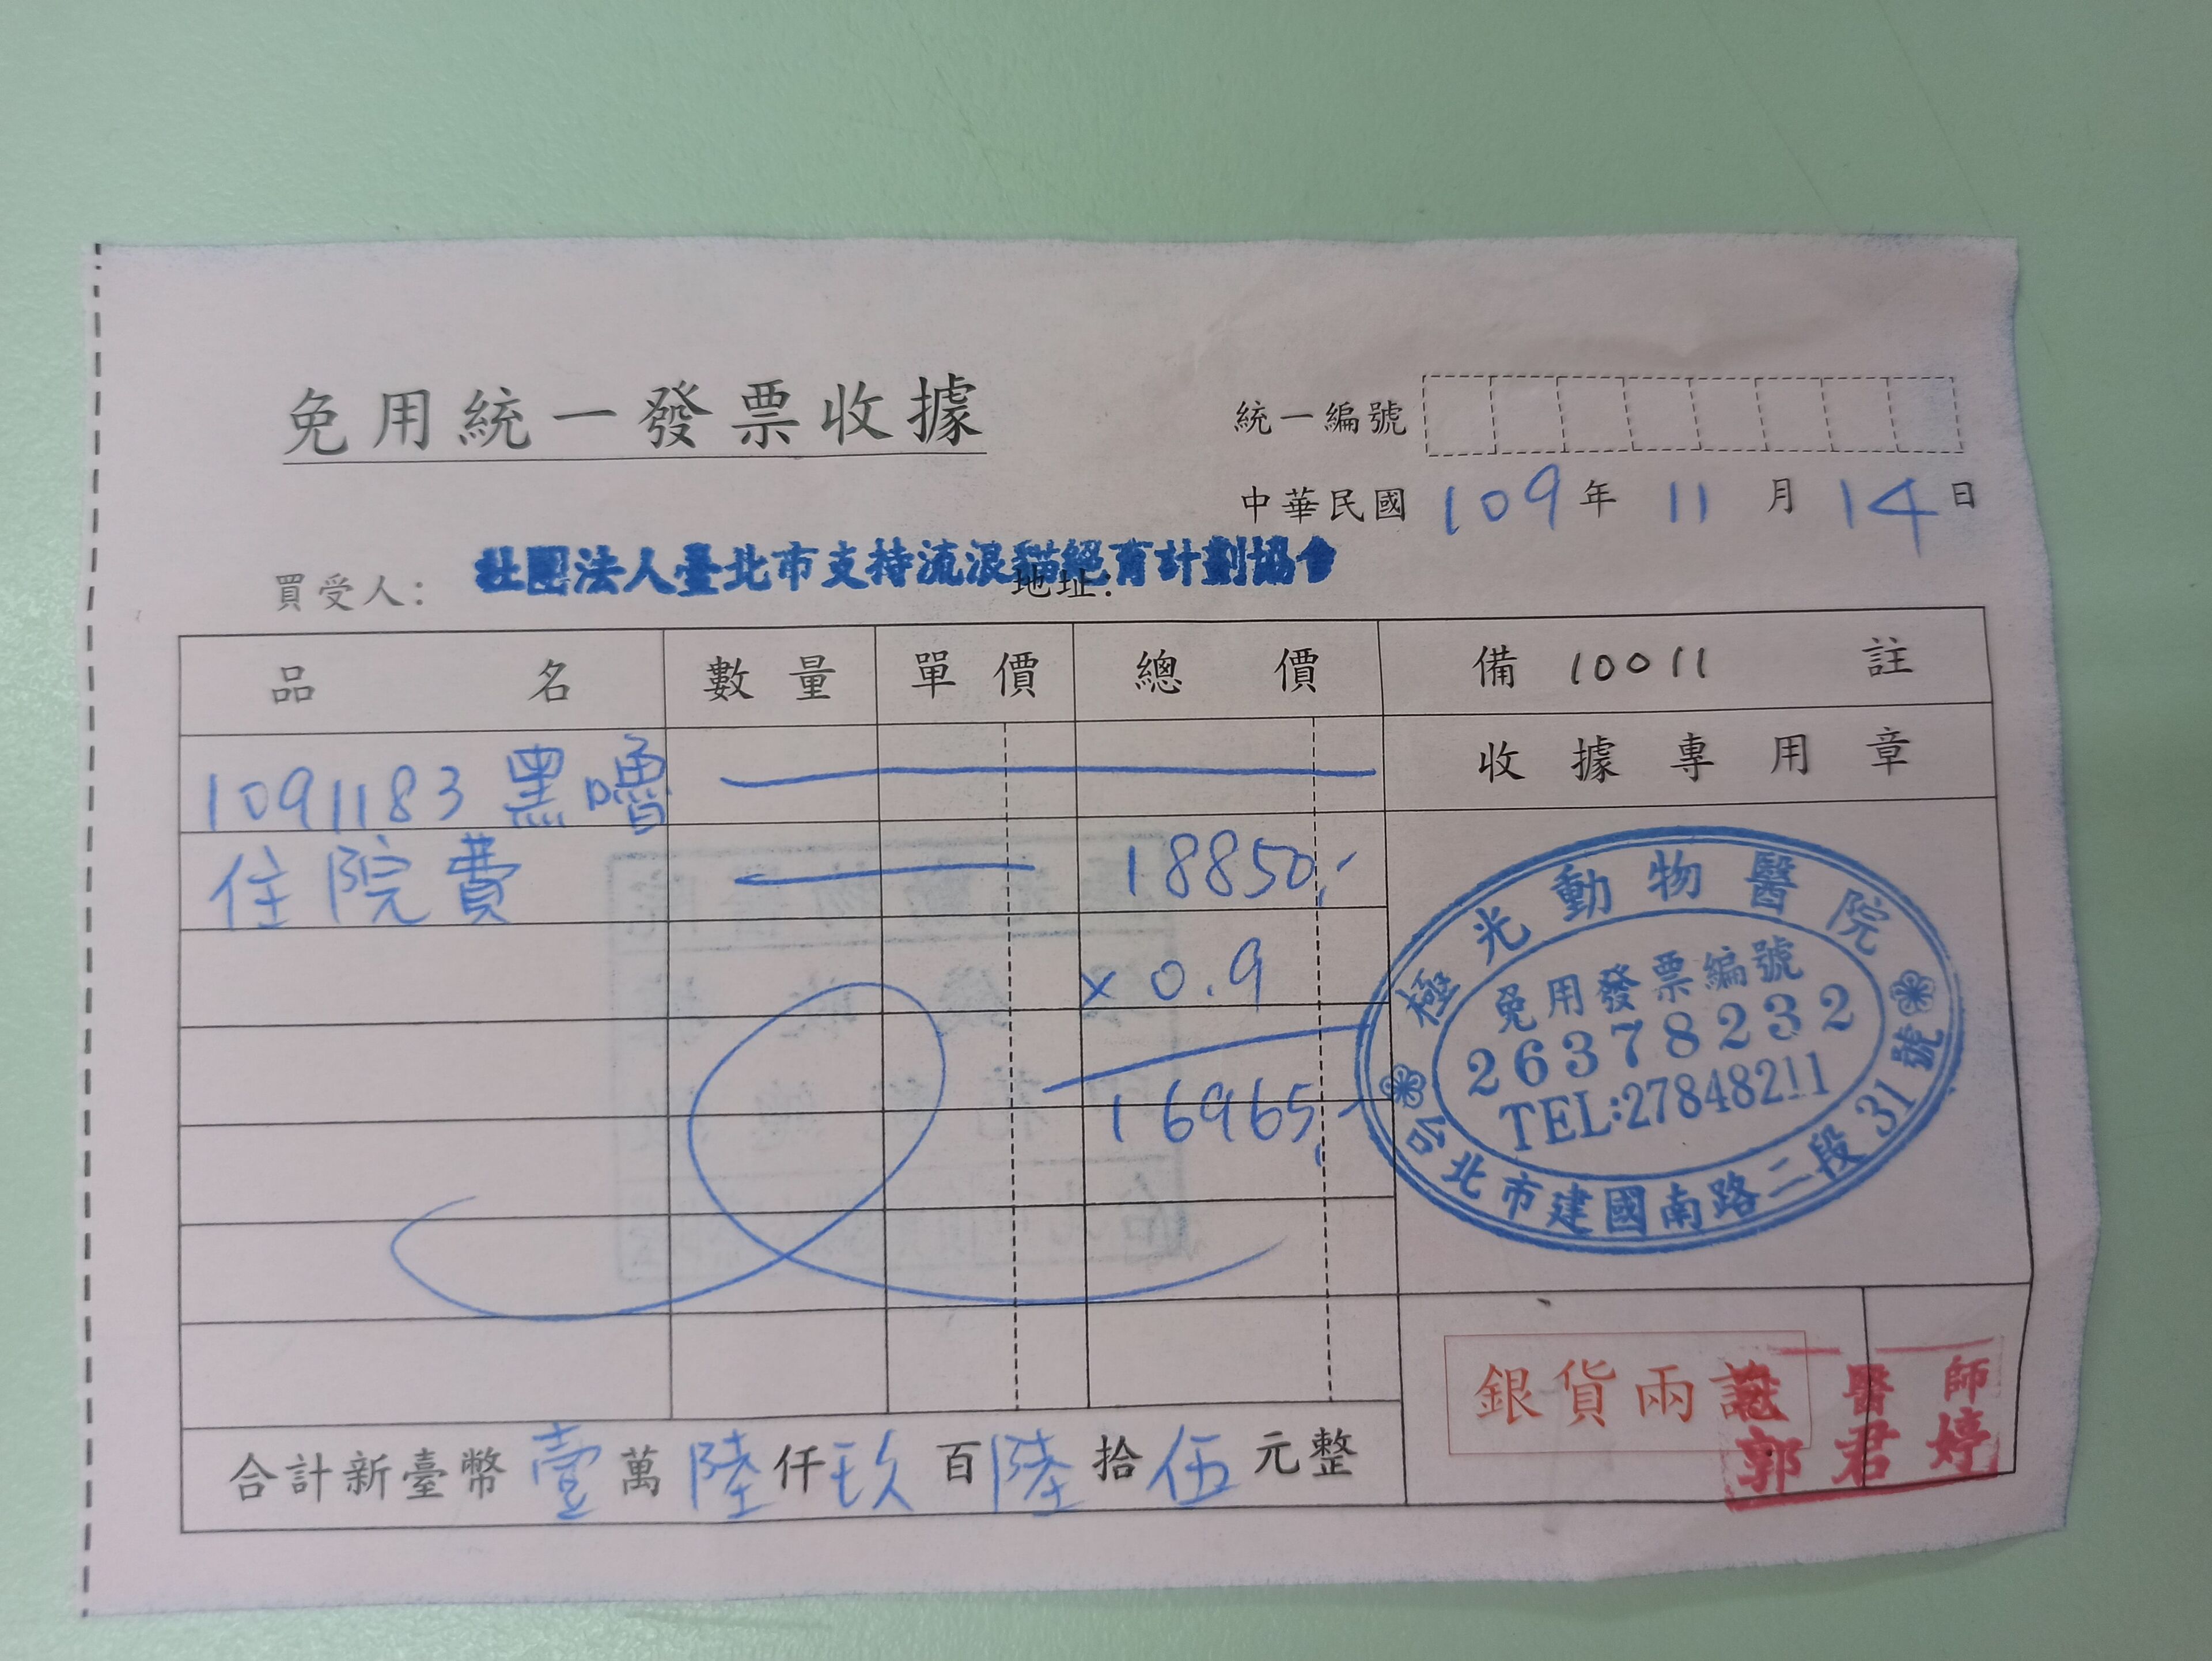 免用統一發票收據
統一編號
中華民國 109 年 11 月 14 日
買受人: 社團法人臺北市支持流浪貓絕育計劃協會
地址:
品名 數量 單價 總價 備 10011 註
1091183 黑嚕
收據專用章
住院費 18850,-
x 0.9
16965,-
極光動物醫院
免用發票編號
26378232
TEL:27848211
台北市建國南路二段31號
銀貨兩訖
醫師
郭君婷
合計新臺幣 壹 萬 陸 仟 玖 百 陸 拾 伍 元整